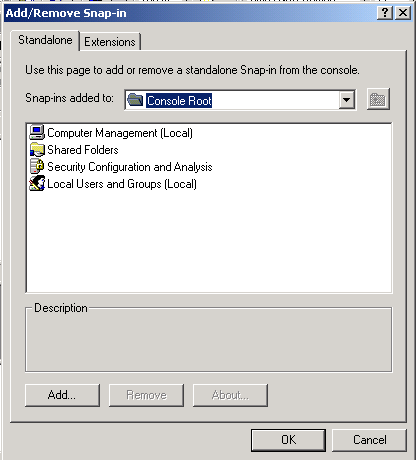 Add/Remove Snap-in
Standalone
Extensions
Use this page to add or remove a standalone Snap-in from the console.
Snap-ins added to:
Console Root
Computer Management (Local)
Shared Folders
Security Configuration and Analysis
Local Users and Groups (Local)
Description
Add...
Remove
About...
OK
Cancel